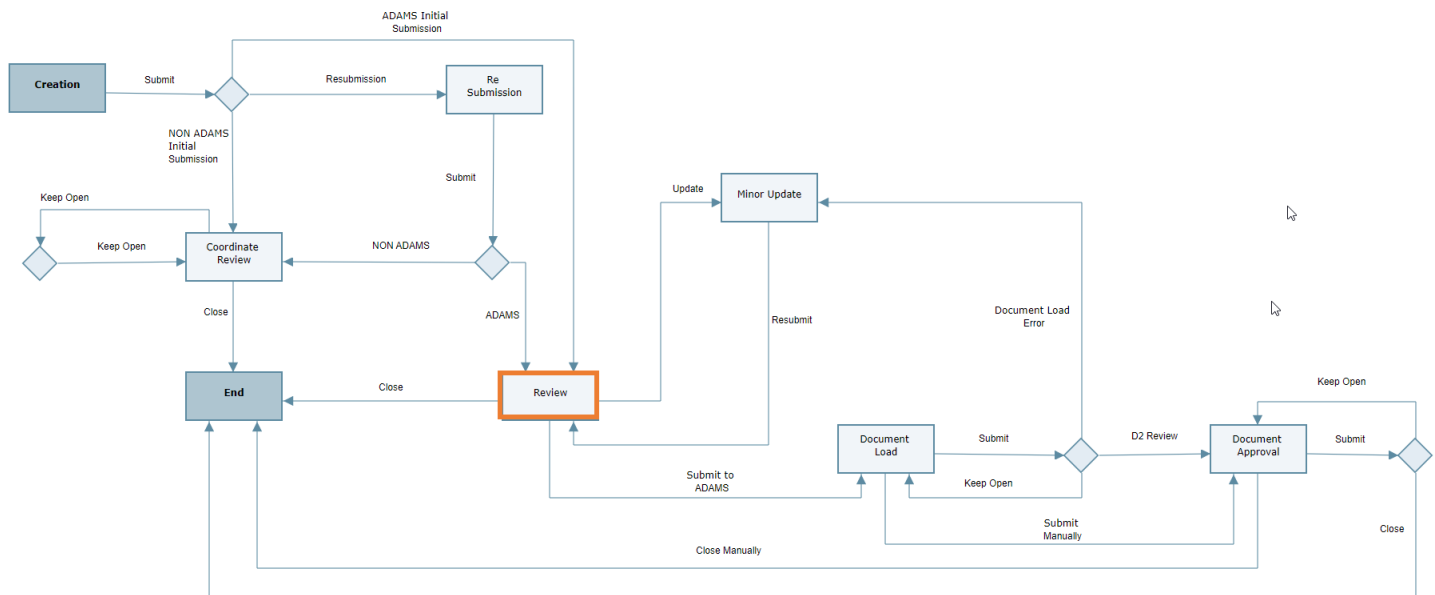 ADAMS Initial
Submission
Creation
Submit
Resubmission
Re
Submission
NON ADAMS
Initial
Submission
Submit
Keep Open
Update
Minor Update
Keep Open
Coordinate
Review
NON ADAMS
Close
ADAMS
Document Load
Error
Resubmit
End
Close
Review
Keep Open
Document
Load
Submit
D2 Review
Document
Approval
Submit
Submit to
ADAMS
Keep Open
Submit
Manually
Close
Close Manually